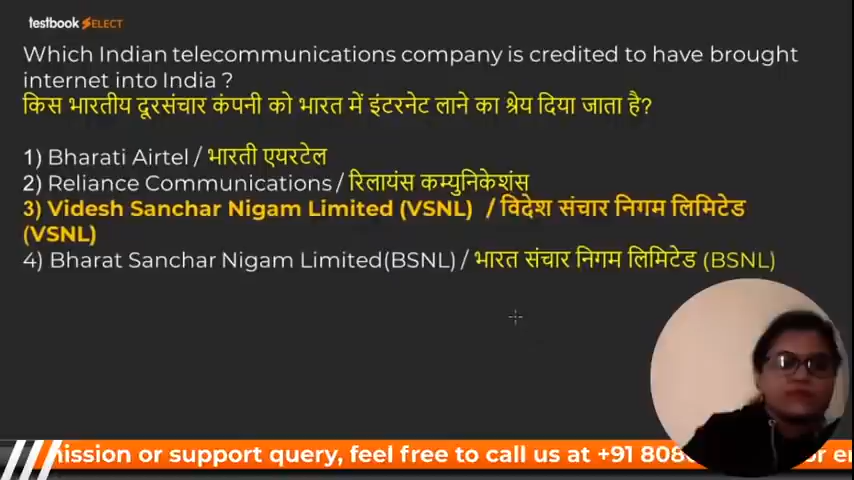 testbook SELECT
Which Indian telecommunications company is credited to have brought
internet into India ?
किस भारतीय दूरसंचार कंपनी को भारत में इंटरनेट लाने का श्रेय दिया जाता है?
1) Bharati Airtel / भारती एयरटेल
2) Reliance Communications / रिलायंस कम्युनिकेशंस
3) Videsh Sanchar Nigam Limited (VSNL) / विदेश संचार निगम लिमिटेड
(VSNL)
4) Bharat Sanchar Nigam Limited(BSNL) / भारत संचार निगम लिमिटेड (BSNL)
mission or support query, feel free to call us at +91 808